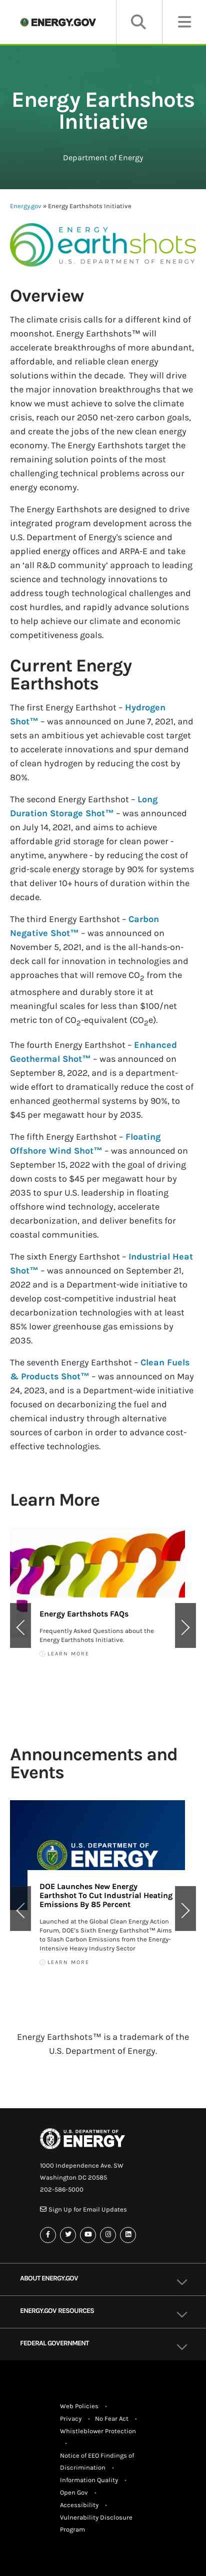 ENERGY.GOV
Energy Earthshots
Initiative
Department of Energy
Energy.gov » Energy Earthshots Initiative
ENERGY
earthshots
U.S. DEPARTMENT OF ENERGY
Overview
The climate crisis calls for a different kind of
moonshot. Energy Earthshots™ will
accelerate breakthroughs of more abundant,
affordable, and reliable clean energy
solutions within the decade.  They will drive
the major innovation breakthroughs that we
know we must achieve to solve the climate
crisis, reach our 2050 net-zero carbon goals,
and create the jobs of the new clean energy
economy. The Energy Earthshots target the
remaining solution points of the most
challenging technical problems across our
energy economy.
The Energy Earthshots are designed to drive
integrated program development across the
U.S. Department of Energy's science and
applied energy offices and ARPA-E and take
an 'all R&D community' approach to leading
science and technology innovations to
address tough technological challenges and
cost hurdles, and rapidly advance solutions
to help achieve our climate and economic
competitiveness goals.
Current Energy
Earthshots
The first Energy Earthshot – Hydrogen
Shot™ – was announced on June 7, 2021, and
sets an ambitious yet achievable cost target
to accelerate innovations and spur demand
of clean hydrogen by reducing the cost by
80%.
The second Energy Earthshot – Long
Duration Storage Shot™ – was announced
on July 14, 2021, and aims to achieve
affordable grid storage for clean power -
anytime, anywhere - by reducing the cost of
grid-scale energy storage by 90% for systems
that deliver 10+ hours of duration within the
decade.
The third Energy Earthshot - Carbon
Negative Shot™ – was announced on
November 5, 2021, and is the all-hands-on-
deck call for innovation in technologies and
approaches that will remove CO2 from the
atmosphere and durably store it at
meaningful scales for less than $100/net
metric ton of CO2-equivalent (CO2e).
The fourth Energy Earthshot – Enhanced
Geothermal Shot™ – was announced on
September 8, 2022, and is a department-
wide effort to dramatically reduce the cost of
enhanced geothermal systems by 90%, to
$45 per megawatt hour by 2035.
The fifth Energy Earthshot – Floating
Offshore Wind Shot™ – was announced on
September 15, 2022 with the goal of driving
down costs to $45 per megawatt hour by
2035 to spur U.S. leadership in floating
offshore wind technology, accelerate
decarbonization, and deliver benefits for
coastal communities.
The sixth Energy Earthshot – Industrial Heat
Shot™ – was announced on September 21,
2022 and is a Department-wide initiative to
develop cost-competitive industrial heat
decarbonization technologies with at least
85% lower greenhouse gas emissions by
2035.
The seventh Energy Earthshot – Clean Fuels
& Products Shot™ – was announced on May
24, 2023, and is a Department-wide initiative
focused on decarbonizing the fuel and
chemical industry through alternative
sources of carbon in order to advance cost-
effective technologies.
Learn More
Energy Earthshots FAQs
Frequently Asked Questions about the
Energy Earthshots Initiative.
LEARN MORE
Announcements and
Events
U.S. DEPARTMENT OF
ENERGY
DOE Launches New Energy
Earthshot To Cut Industrial Heating
Emissions By 85 Percent
Launched at the Global Clean Energy Action
Forum, DOE's Sixth Energy Earthshot™ Aims
to Slash Carbon Emissions from the Energy-
Intensive Heavy Industry Sector
LEARN MORE
Energy Earthshots™ is a trademark of the
U.S. Department of Energy.
U.S. DEPARTMENT OF
ENERGY
1000 Independence Ave. SW
Washington DC 20585
202-586-5000
Sign Up for Email Updates
ABOUT ENERGY.GOV
ENERGY.GOV RESOURCES
FEDERAL GOVERNMENT
Web Policies •
Privacy • No Fear Act •
Whistleblower Protection
•
Notice of EEO Findings of
Discrimination •
Information Quality •
Open Gov •
Accessibility •
Vulnerability Disclosure
Program